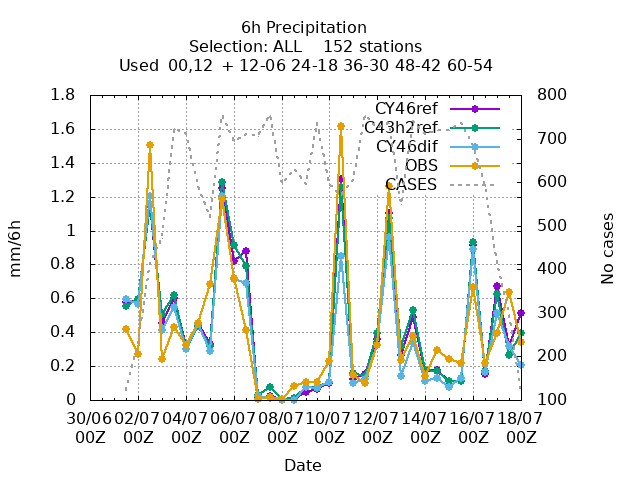 6h Precipitation
Selection: ALL 152 stations
Used 00,12 + 12-06 24-18 36-30 48-42 60-54
CY46ref
C43h2ref
CY46dif
OBS
CASES
1.8
1.6
1.4
1.2
1
0.8
0.6
0.4
0.2
0
mm/6h
800
700
600
500
400
300
200
100
No cases
30/06 02/07 04/07 06/07 08/07 10/07 12/07 14/07 16/07 18/07
00Z 00Z 00Z 00Z 00Z 00Z 00Z 00Z 00Z 00Z
Date